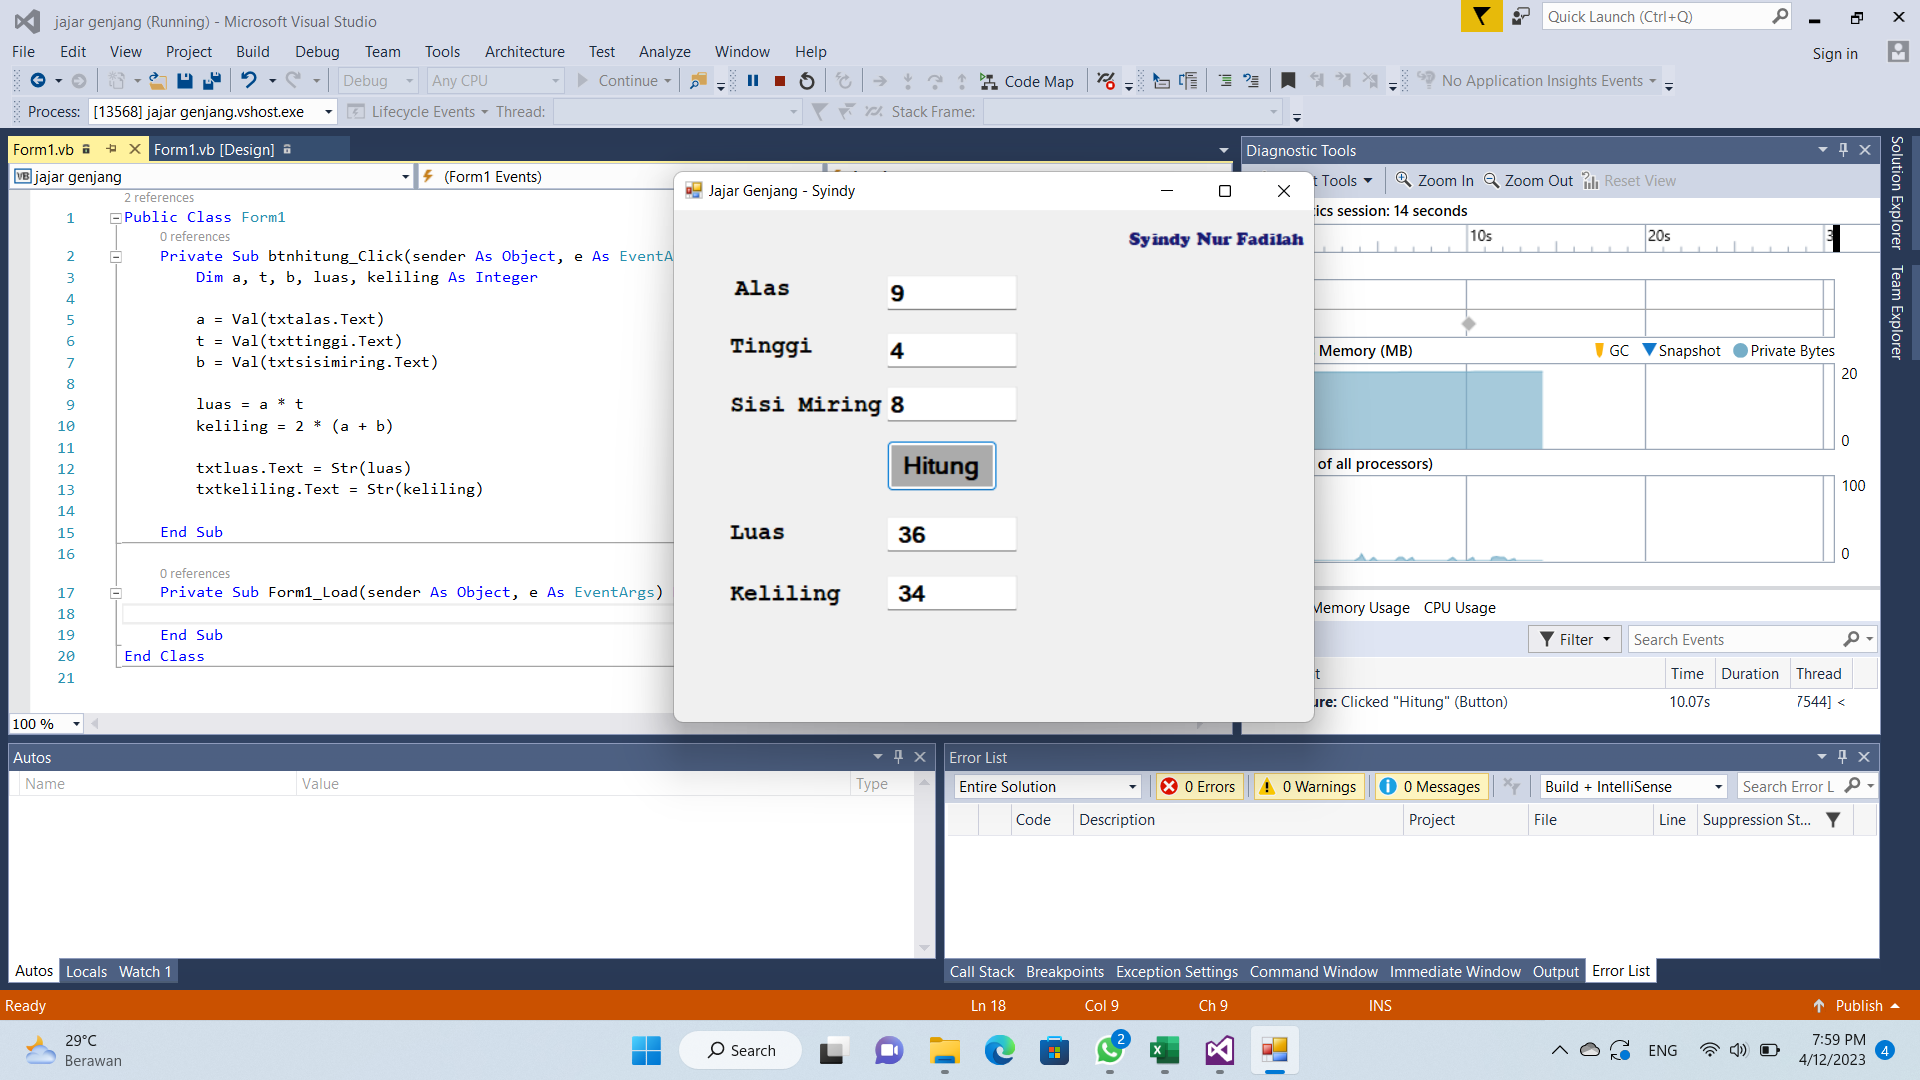 jajar genjang (Running) - Microsoft Visual Studio
Quick Launch (Ctrl+Q)
File Edit View Project Build Debug Team Tools Architecture Test Analyze Window Help
Sign in
Debug Any CPU Continue Code Map No Application Insights Events
Process: [13568] jajar genjang.vshost.exe Lifecycle Events Thread: Stack Frame:
Form1.vb Form1.vb [Design]
VB jajar genjang (Form1 Events)
2 references
1 Public Class Form1
0 references
2 Private Sub btnhitung_Click(sender As Object, e As EventA
3 Dim a, t, b, luas, keliling As Integer
4
5 a = Val(txtalas.Text)
6 t = Val(txttinggi.Text)
7 b = Val(txtsisimiring.Text)
8
9 luas = a * t
10 keliling = 2 * (a + b)
11
12 txtluas.Text = Str(luas)
13 txtkeliling.Text = Str(keliling)
14
15 End Sub
16
0 references
17 Private Sub Form1_Load(sender As Object, e As EventArgs)
18
19 End Sub
20 End Class
21
100 %
Jajar Genjang - Syindy
Syindy Nur Fadilah
Alas 9
Tinggi 4
Sisi Miring 8
Hitung
Luas 36
Keliling 34
Diagnostic Tools
t Tools Zoom In Zoom Out Reset View
ics session: 14 seconds
10s 20s 3
Memory (MB) GC Snapshot Private Bytes
20
0
of all processors)
100
0
Memory Usage CPU Usage
Filter Search Events
t Time Duration Thread
ure: Clicked "Hitung" (Button) 10.07s 7544] <
Solution Explorer
Team Explorer
Autos
Name Value Type
Autos Locals Watch 1
Error List
Entire Solution 0 Errors 0 Warnings 0 Messages Build + IntelliSense Search Error L
Code Description Project File Line Suppression St...
Call Stack Breakpoints Exception Settings Command Window Immediate Window Output Error List
Ready Ln 18 Col 9 Ch 9 INS Publish
29°C
Berawan
Search
2
ENG
7:59 PM
4/12/2023
4